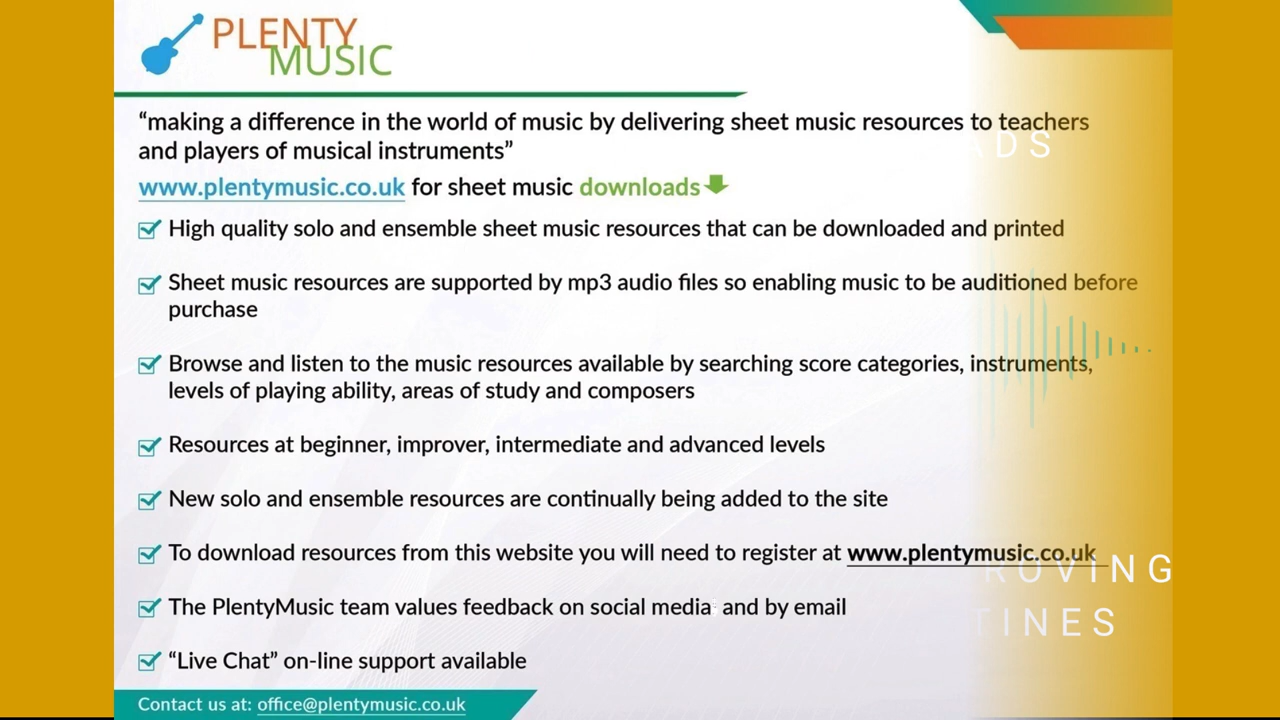 PLENTY
MUSIC
“making a difference in the world of music by delivering sheet music resources to teachers
and players of musical instruments”
www.plentymusic.co.uk for sheet music downloads
High quality solo and ensemble sheet music resources that can be downloaded and printed
Sheet music resources are supported by mp3 audio files so enabling music to be auditioned before
purchase
Browse and listen to the music resources available by searching score categories, instruments,
levels of playing ability, areas of study and composers
Resources at beginner, improver, intermediate and advanced levels
New solo and ensemble resources are continually being added to the site
To download resources from this website you will need to register at www.plentymusic.co.uk
The PlentyMusic team values feedback on social media and by email
“Live Chat” on-line support available
Contact us at: office@plentymusic.co.uk